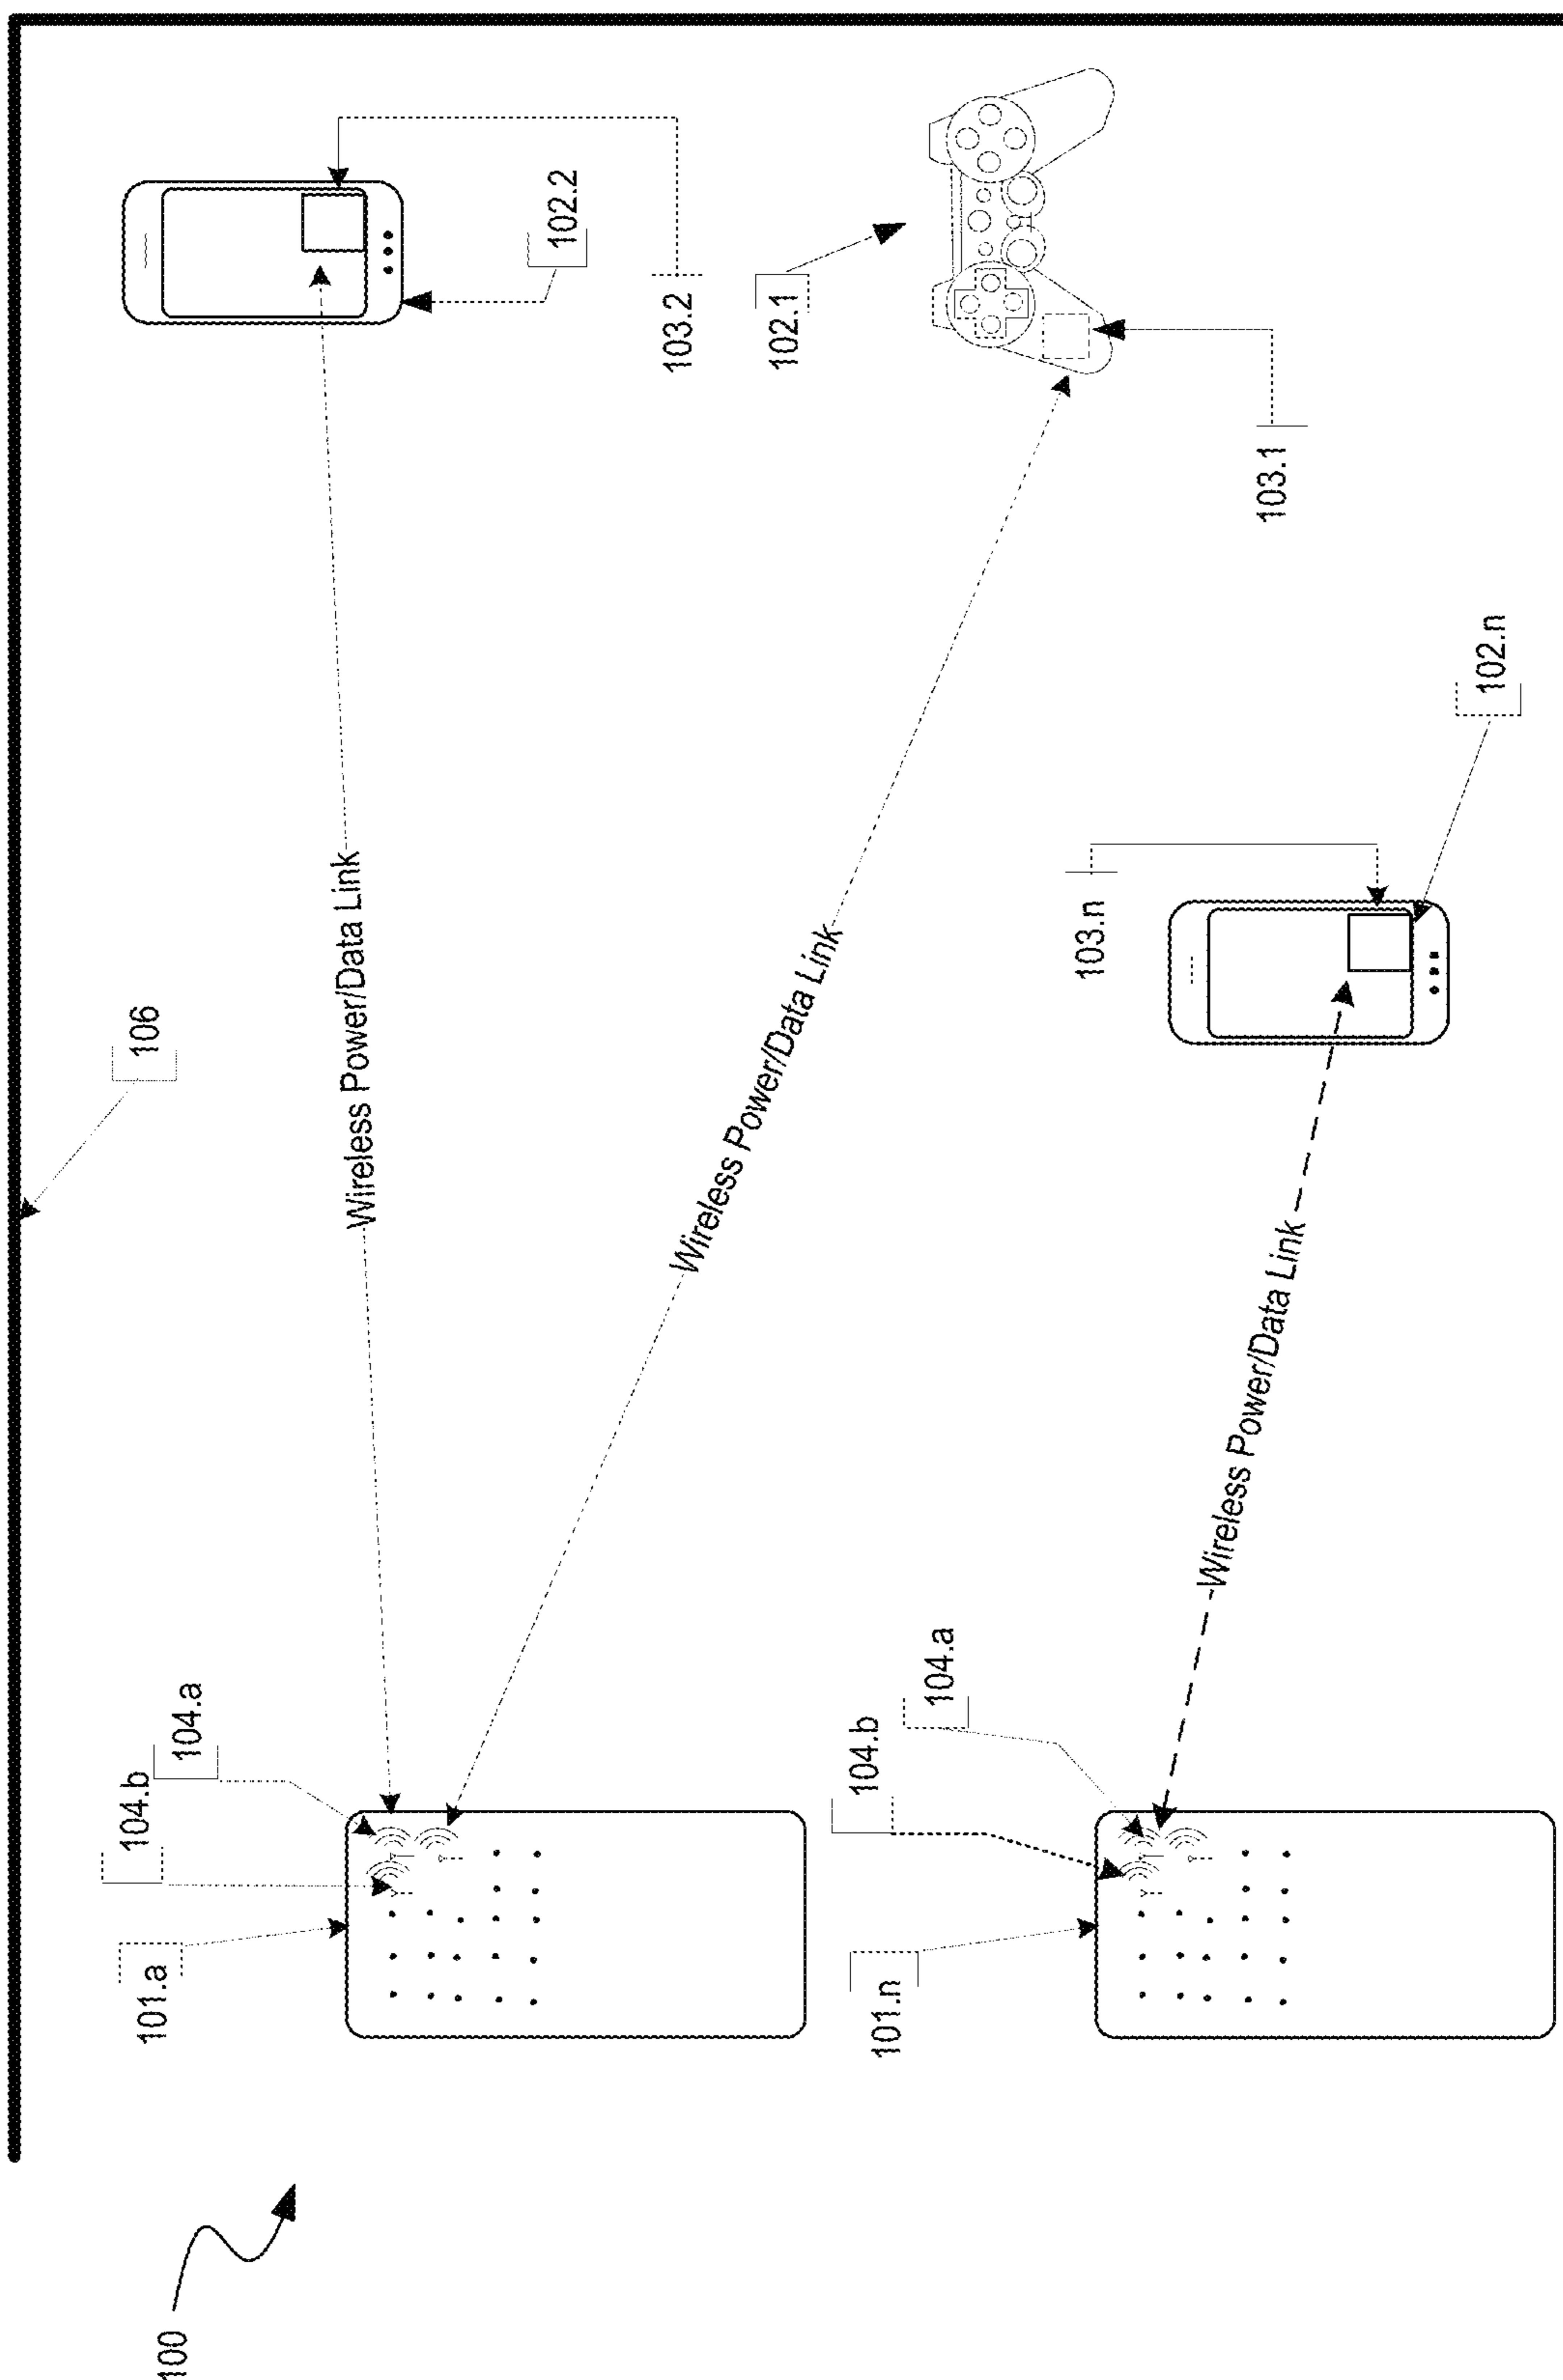 100
106
101.a
104.b
104.a
Wireless Power/Data Link
102.2
103.2
Wireless Power/Data Link
102.1
103.1
101.n
104.b
104.a
Wireless Power/Data Link
103.n
102.n